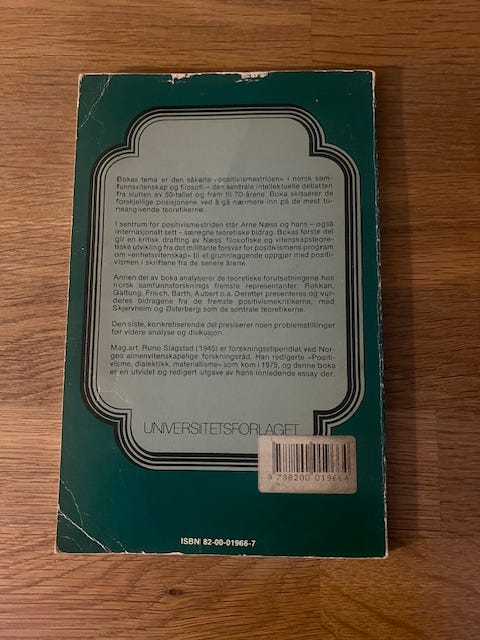 Bokas tema er den såkalte «positivismestriden» i norsk sam-
funnsvitenskap og filosofi – den sentrale intellektuelle debatten
fra slutten av 50-tallet og fram til 70-årene. Boka skisserer de
forskjellige posisjonene ved å gå nærmere inn på de mest to-
neangivende teoretikerne.
I sentrum for positivismestriden står Arne Næss og hans – også
internasjonalt sett – særegne teoretiske bidrag. Bokas første del
gir en kritisk drøfting av Næss' filosofiske og vitenskapsteore-
tiske utvikling fra det militante forsvar for positivismens program
om «enhetsvitenskap» til et grunnleggende oppgjør med positi-
vismen i skriftene fra de senere årene.
Annen del av boka analyserer de teoretiske forutsetningene hos
norsk samfunnsforsknings fremste representanter: Rokkan,
Galtung, Frisch, Barth, Aubert o.a. Deretter presenteres og vur-
deres bidragene fra de fremste positivismekritikerne, med
Skjervheim og Østerberg som de sentrale teoretikerne.
Den siste, konkretiserende del presiserer noen problemstillinger
for videre analyse og diskusjon.
Mag.art. Rune Slagstad (1945) er forskningsstipendiat ved Nor-
ges almenvitenskapelige forskningsråd. Han redigerte «Positi-
visme, dialektikk, materialisme» som kom i 1975, og denne boka
er en utvidet og redigert utgave av hans innledende essay der.
UNIVERSITETSFORLAGET
9 788200 019664
ISBN 82-00-01966-7